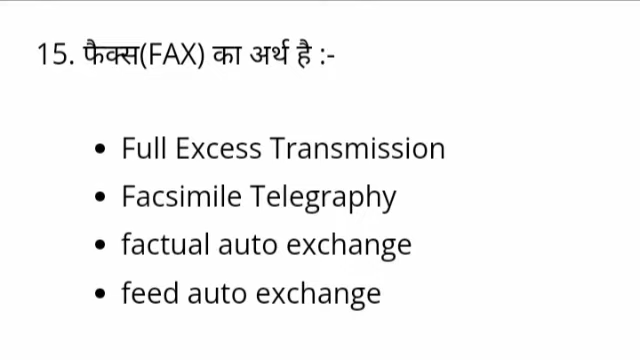 15. फैक्स(FAX) का अर्थ है :-
• Full Excess Transmission
• Facsimile Telegraphy
• factual auto exchange
• feed auto exchange